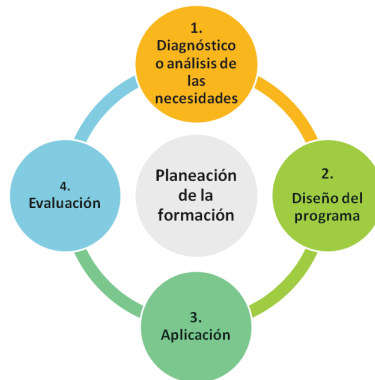 1.
Diagnóstico
o análisis de
las
necesidades
2.
Diseño del
programa
3.
Aplicación
4.
Evaluación
Planeación
de la
formación